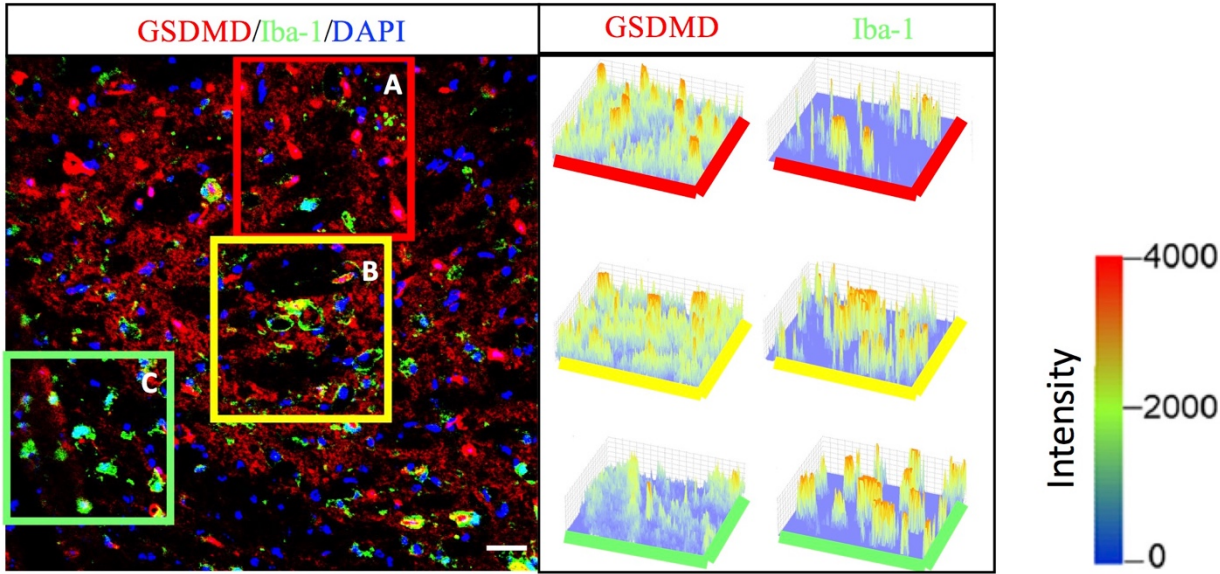 GSDMD/Iba-1/DAPI
GSDMD
Iba-1
A
B
C
4000
2000
0
Intensity